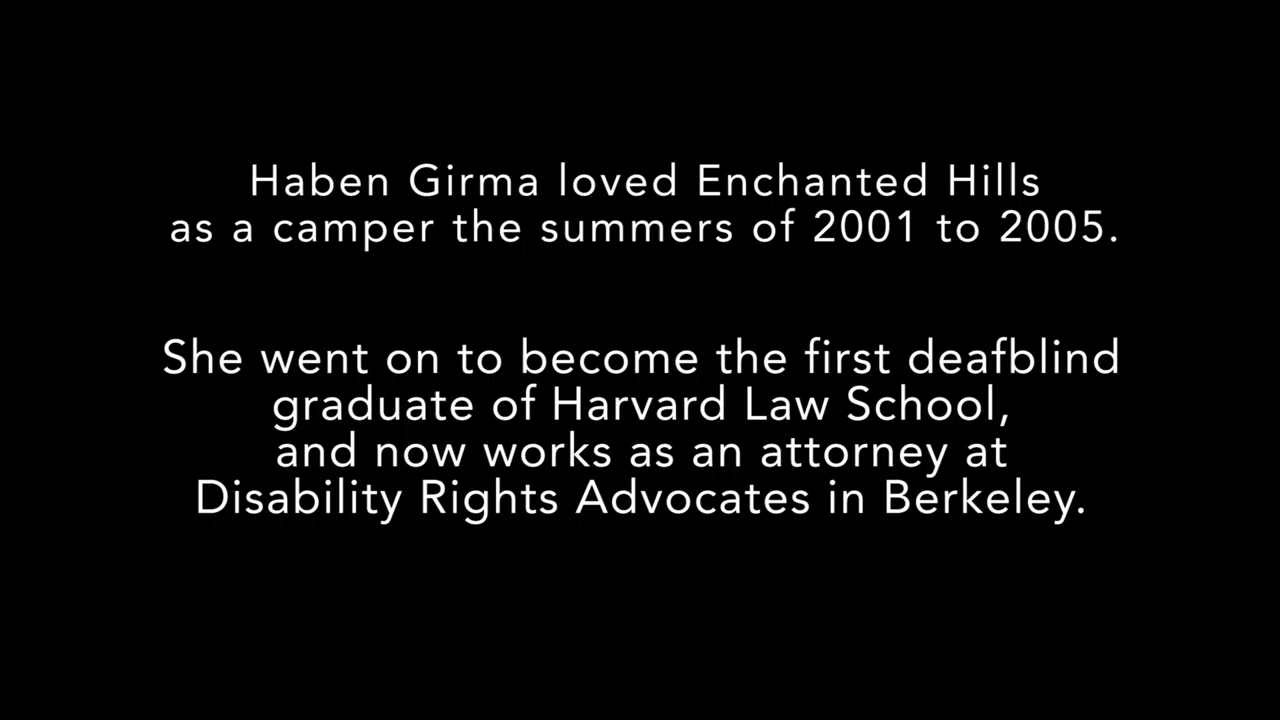 Haben Girma loved Enchanted Hills
as a camper the summers of 2001 to 2005.
She went on to become the first deafblind
graduate of Harvard Law School,
and now works as an attorney at
Disability Rights Advocates in Berkeley.